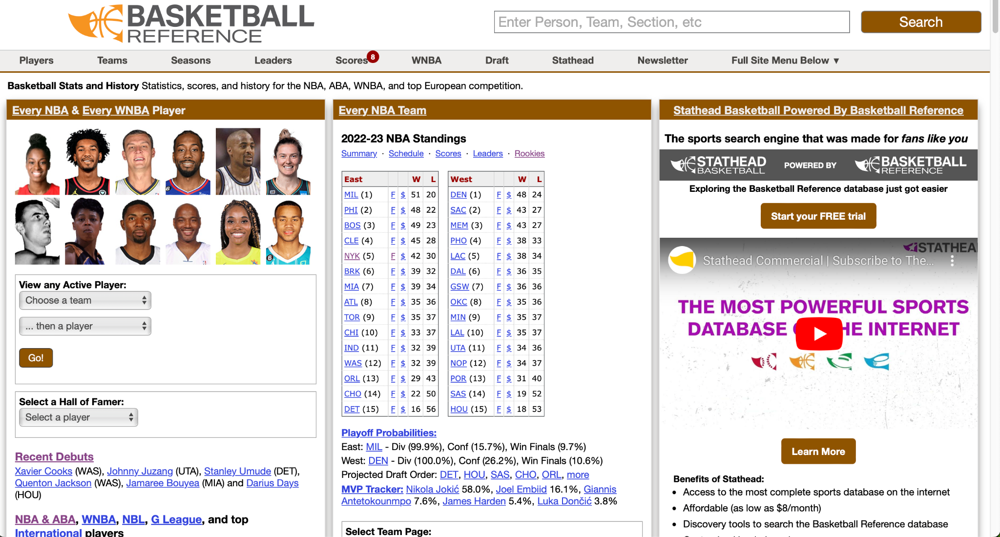 BASKETBALL
REFERENCE
Enter Person, Team, Section, etc
Search
Players Teams Seasons Leaders Scores 8 WNBA Draft Stathead Newsletter Full Site Menu Below ▼
Basketball Stats and History Statistics, scores, and history for the NBA, ABA, WNBA, and top European competition.
Every NBA & Every WNBA Player
View any Active Player:
Choose a team
... then a player
Go!
Select a Hall of Famer:
Select a player
Recent Debuts
Xavier Cooks (WAS), Johnny Juzang (UTA), Stanley Umude (DET),
Quenton Jackson (WAS), Jamaree Bouyea (MIA) and Darius Days
(HOU)
NBA & ABA, WNBA, NBL, G League, and top
International players
Every NBA Team
2022-23 NBA Standings
Summary · Schedule · Scores · Leaders · Rookies
East W L
MIL (1) F $ 51 20
PHI (2) F $ 48 22
BOS (3) F $ 49 23
CLE (4) F $ 45 28
NYK (5) F $ 42 30
BRK (6) F $ 39 32
MIA (7) F $ 39 34
ATL (8) F $ 35 36
TOR (9) F $ 35 37
CHI (10) F $ 33 37
IND (11) F $ 32 39
WAS (12) F $ 32 39
ORL (13) F $ 29 43
CHO (14) F $ 22 50
DET (15) F $ 16 56
West W L
DEN (1) F $ 48 24
SAC (2) F $ 43 27
MEM (3) F $ 43 27
PHO (4) F $ 38 33
LAC (5) F $ 38 34
DAL (6) F $ 36 35
GSW (7) F $ 36 36
OKC (8) F $ 35 36
MIN (9) F $ 35 37
LAL (10) F $ 35 37
UTA (11) F $ 34 36
NOP (12) F $ 34 37
POR (13) F $ 31 40
SAS (14) F $ 19 52
HOU (15) F $ 18 53
Playoff Probabilities:
East: MIL - Div (99.9%), Conf (15.7%), Win Finals (9.7%)
West: DEN - Div (100.0%), Conf (26.2%), Win Finals (10.6%)
Projected Draft Order: DET, HOU, SAS, CHO, ORL, more
MVP Tracker: Nikola Jokić 58.0%, Joel Embiid 16.1%, Giannis
Antetokounmpo 7.6%, James Harden 5.4%, Luka Dončić 3.8%
Select Team Page:
Stathead Basketball Powered By Basketball Reference
The sports search engine that was made for fans like you
STATHEAD
BASKETBALL
POWERED BY
BASKETBALL
REFERENCE
Exploring the Basketball Reference database just got easier
Start your FREE trial
STATHEA
Stathead Commercial | Subscribe to The...
THE MOST POWERFUL SPORTS
DATABASE HE INTERNET
Learn More
Benefits of Stathead:
• Access to the most complete sports database on the internet
• Affordable (as low as $8/month)
• Discovery tools to search the Basketball Reference database